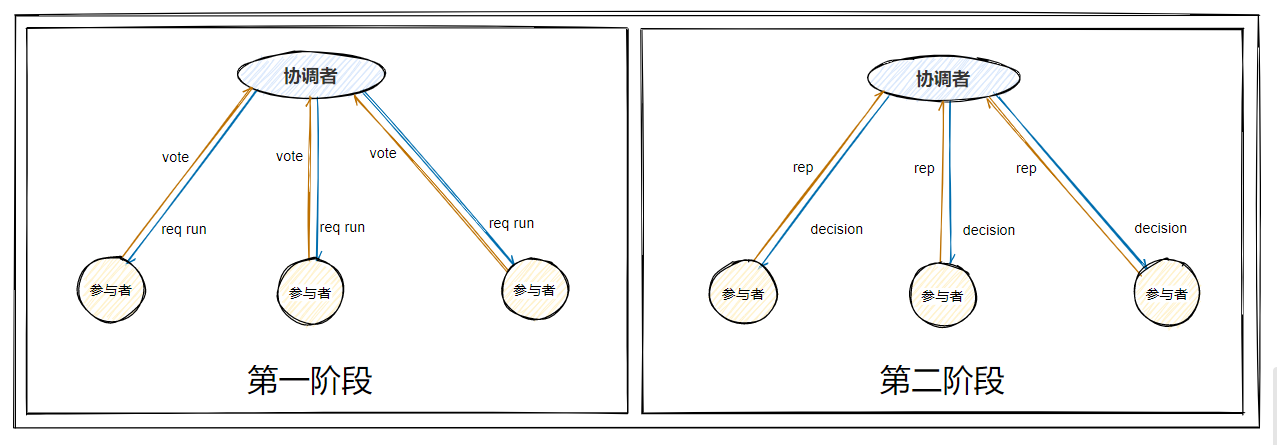 协调者
vote
vote
vote
req run
req run
req run
参与者
参与者
参与者
第一阶段
协调者
rep
rep
rep
decision
decision
decision
参与者
参与者
参与者
第二阶段